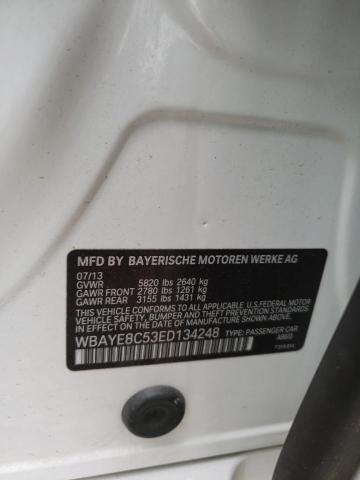 MFD BY BAYERISCHE MOTOREN WERKE AG
07/13
GVWR 5820 lbs 2640 kg
GAWR FRONT 2780 lbs 1261 kg
GAWR REAR 3155 lbs 1431 kg
THIS VEHICLE CONFORMS TO ALL APPLICABLE U.S.FEDERAL MOTOR
VEHICLE SAFETY, BUMPER AND THEFT PREVENTION STANDARDS
IN EFFECT ON THE DATE OF MANUFACTURE SHOWN ABOVE.
WBAYE8C53ED134248 TYPE: PASSENGER CAR